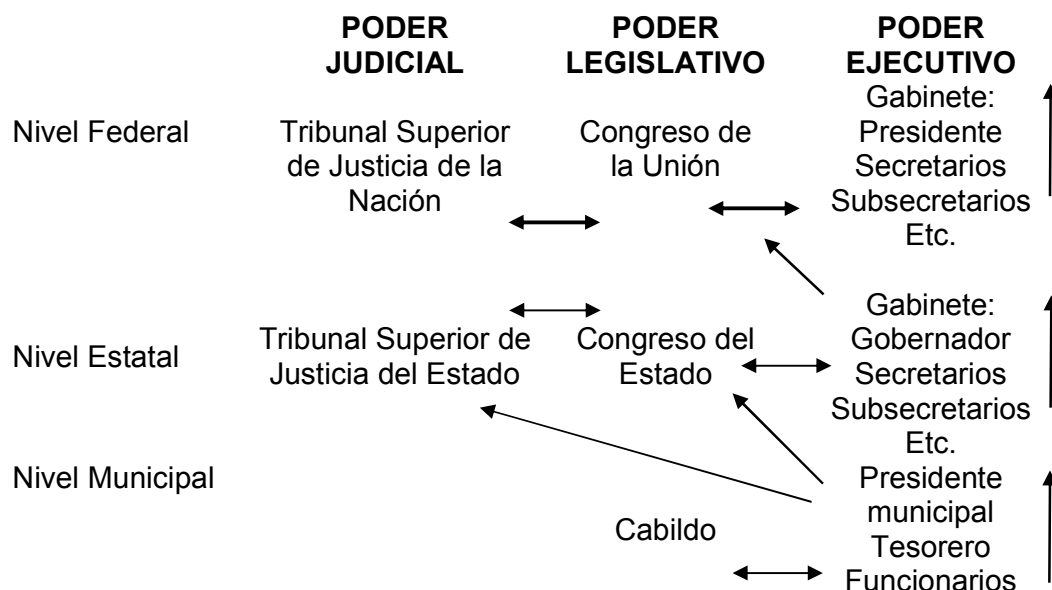 PODER JUDICIAL
PODER LEGISLATIVO
PODER EJECUTIVO
Nivel Federal
Tribunal Superior
de Justicia de la
Nación
Congreso de
la Unión
Gabinete:
Presidente
Secretarios
Subsecretarios
Etc.
Nivel Estatal
Tribunal Superior de
Justicia del Estado
Congreso del
Estado
Gabinete:
Gobernador
Secretarios
Subsecretarios
Etc.
Nivel Municipal
Cabildo
Presidente
municipal
Tesorero
Funcionarios